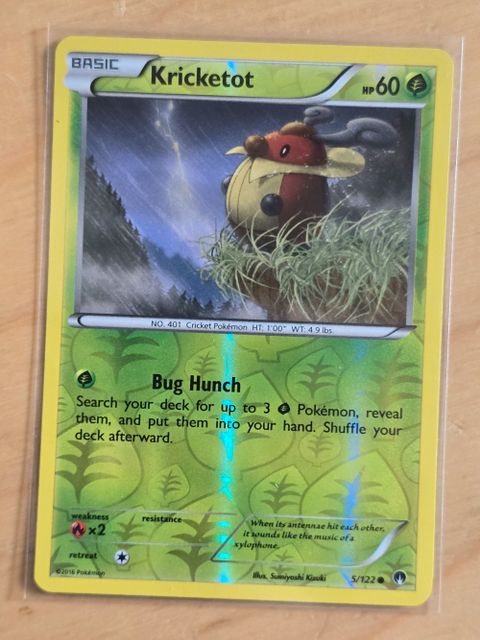 BASIC
Kricketot
HP60
NO. 401 Cricket Pokémon HT: 1'00" WT: 4.9 lbs.
Bug Hunch
Search your deck for up to 3 Pokémon, reveal
them, and put them into your hand. Shuffle your
deck afterward.
weakness
×2
resistance
When its antennae hit each other,
it sounds like the music of a
xylophone.
retreat
©2016 Pokémon
Illus. Sumiyoshi Kizuki
5/122